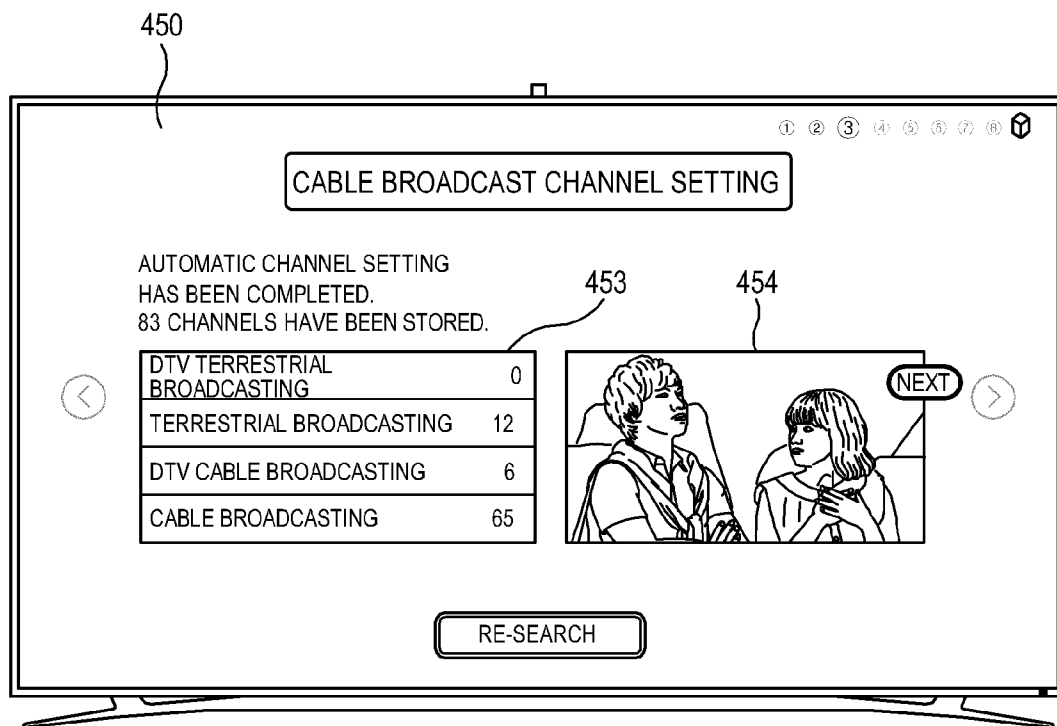 450
① ② ③ ④ ⑤ ⑥ ⑦ ⑧
CABLE BROADCAST CHANNEL SETTING
AUTOMATIC CHANNEL SETTING
HAS BEEN COMPLETED.
83 CHANNELS HAVE BEEN STORED.
453
454
DTV TERRESTRIAL
BROADCASTING 0
TERRESTRIAL BROADCASTING 12
DTV CABLE BROADCASTING 6
CABLE BROADCASTING 65
NEXT
RE-SEARCH